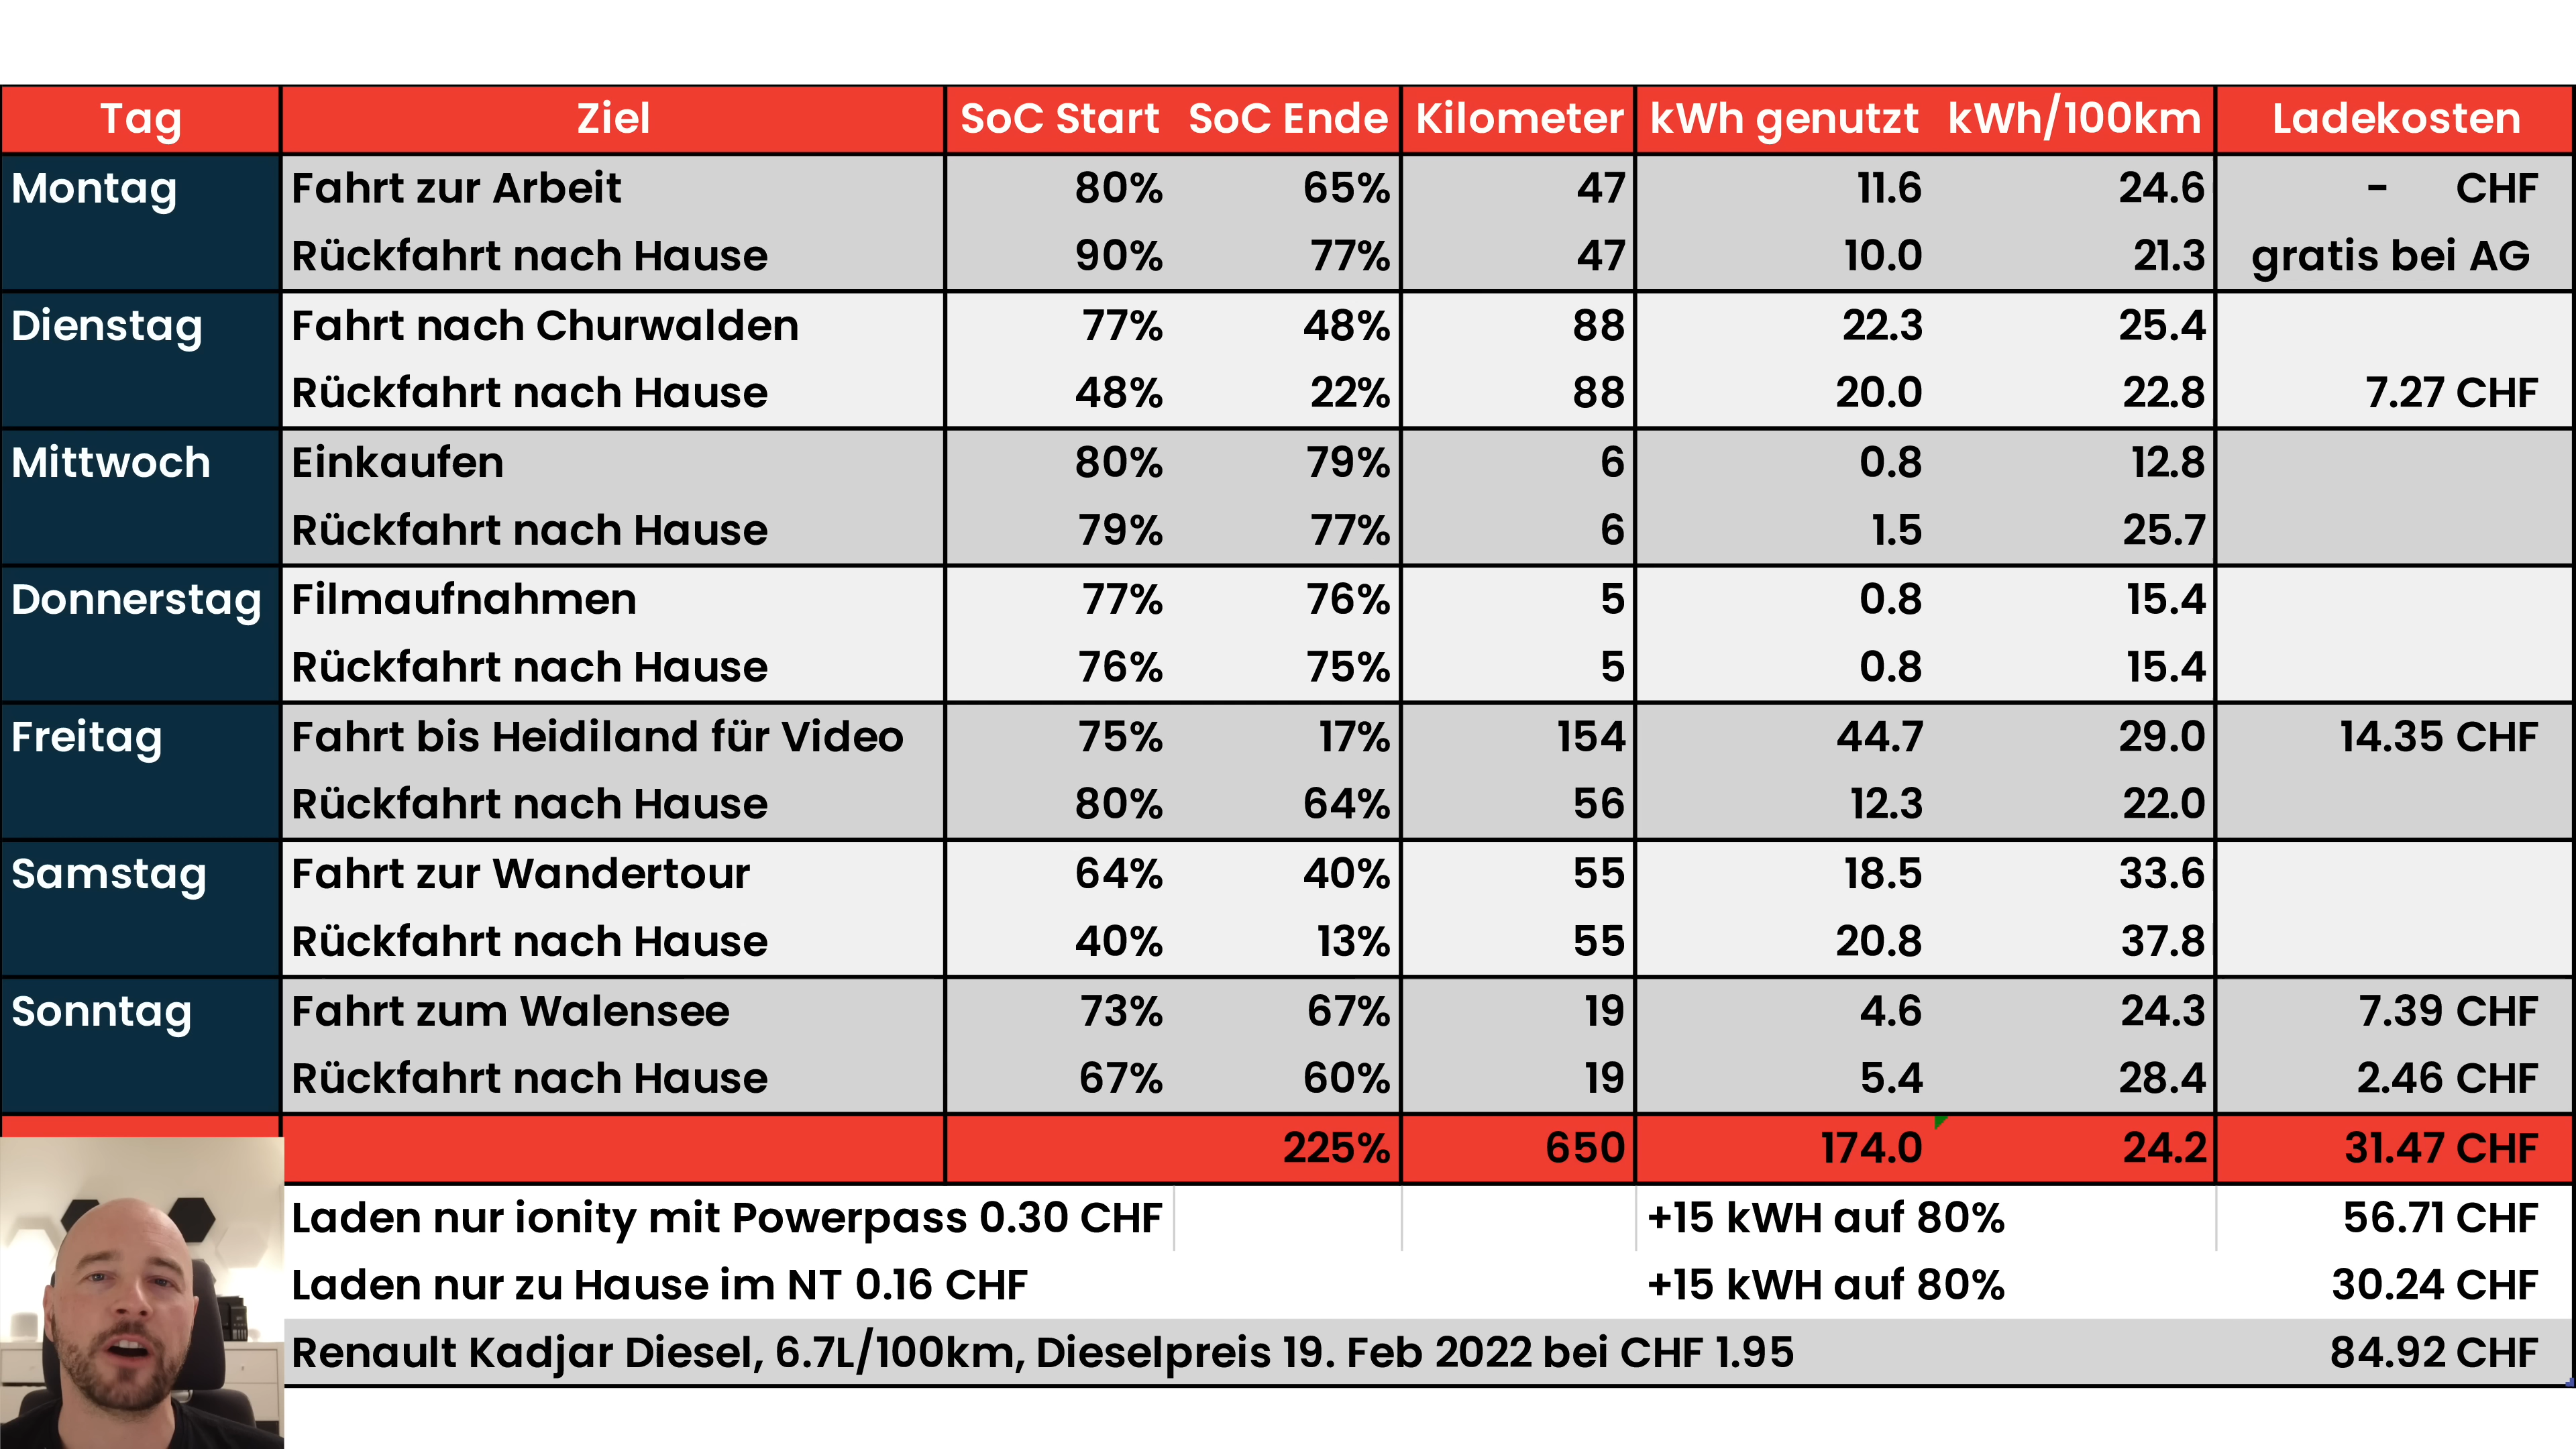 Tag Ziel SoC Start SoC Ende Kilometer kWh genutzt kWh/100km Ladekosten
Montag Fahrt zur Arbeit 80% 65% 47 11.6 24.6 - CHF
Rückfahrt nach Hause 90% 77% 47 10.0 21.3 gratis bei AG
Dienstag Fahrt nach Churwalden 77% 48% 88 22.3 25.4
Rückfahrt nach Hause 48% 22% 88 20.0 22.8 7.27 CHF
Mittwoch Einkaufen 80% 79% 6 0.8 12.8
Rückfahrt nach Hause 79% 77% 6 1.5 25.7
Donnerstag Filmaufnahmen 77% 76% 5 0.8 15.4
Rückfahrt nach Hause 76% 75% 5 0.8 15.4
Freitag Fahrt bis Heidiland für Video 75% 17% 154 44.7 29.0 14.35 CHF
Rückfahrt nach Hause 80% 64% 56 12.3 22.0
Samstag Fahrt zur Wandertour 64% 40% 55 18.5 33.6
Rückfahrt nach Hause 40% 13% 55 20.8 37.8
Sonntag Fahrt zum Walensee 73% 67% 19 4.6 24.3 7.39 CHF
Rückfahrt nach Hause 67% 60% 19 5.4 28.4 2.46 CHF
225% 650 174.0 24.2 31.47 CHF
Laden nur ionity mit Powerpass 0.30 CHF +15 kWH auf 80% 56.71 CHF
Laden nur zu Hause im NT 0.16 CHF +15 kWH auf 80% 30.24 CHF
Renault Kadjar Diesel, 6.7L/100km, Dieselpreis 19. Feb 2022 bei CHF 1.95 84.92 CHF